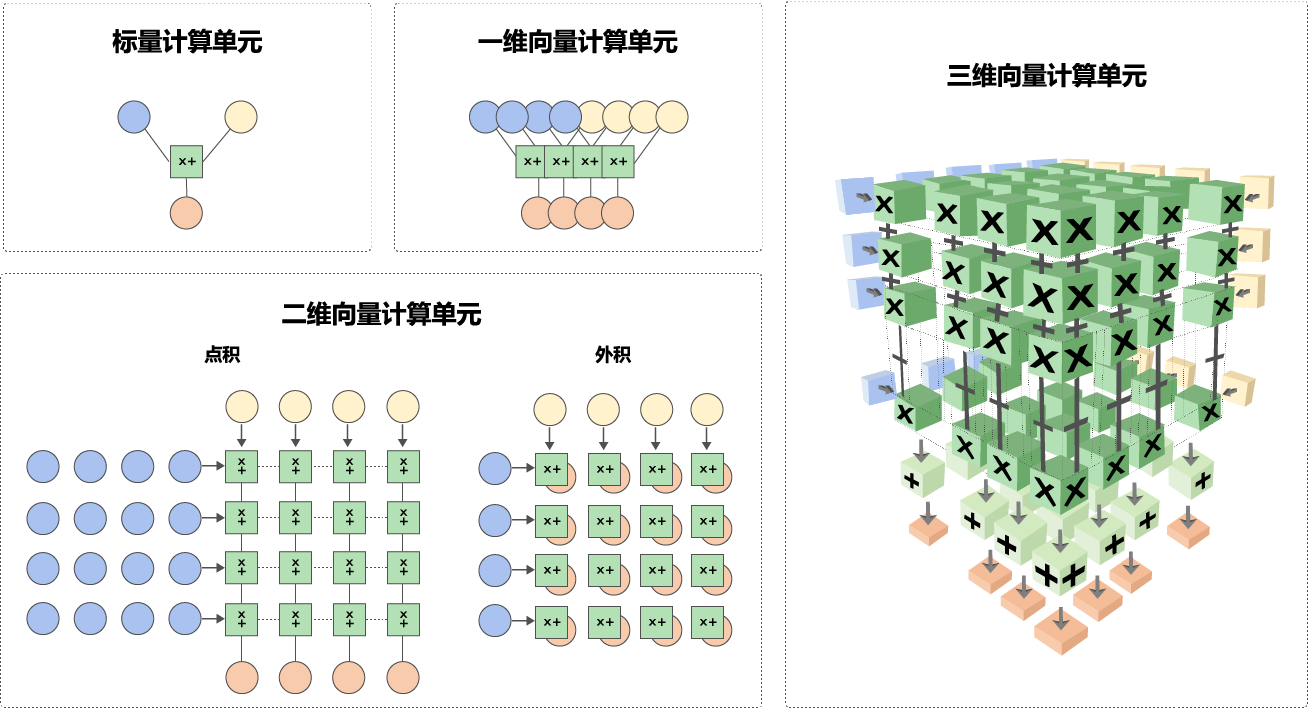 标量计算单元
x+
一维向量计算单元
x+ x+ x+ x+
二维向量计算单元
点积
x + x + x + x +
x + x + x + x +
x + x + x + x +
x + x + x + x +
外积
x+ x+ x+ x+
x+ x+ x+ x+
x+ x+ x+ x+
x+ x+ x+ x+
三维向量计算单元
X X X X X X X X
X X X X X X X X
X X X X X X X X
X X X X X X X X
+ + + + + + + +